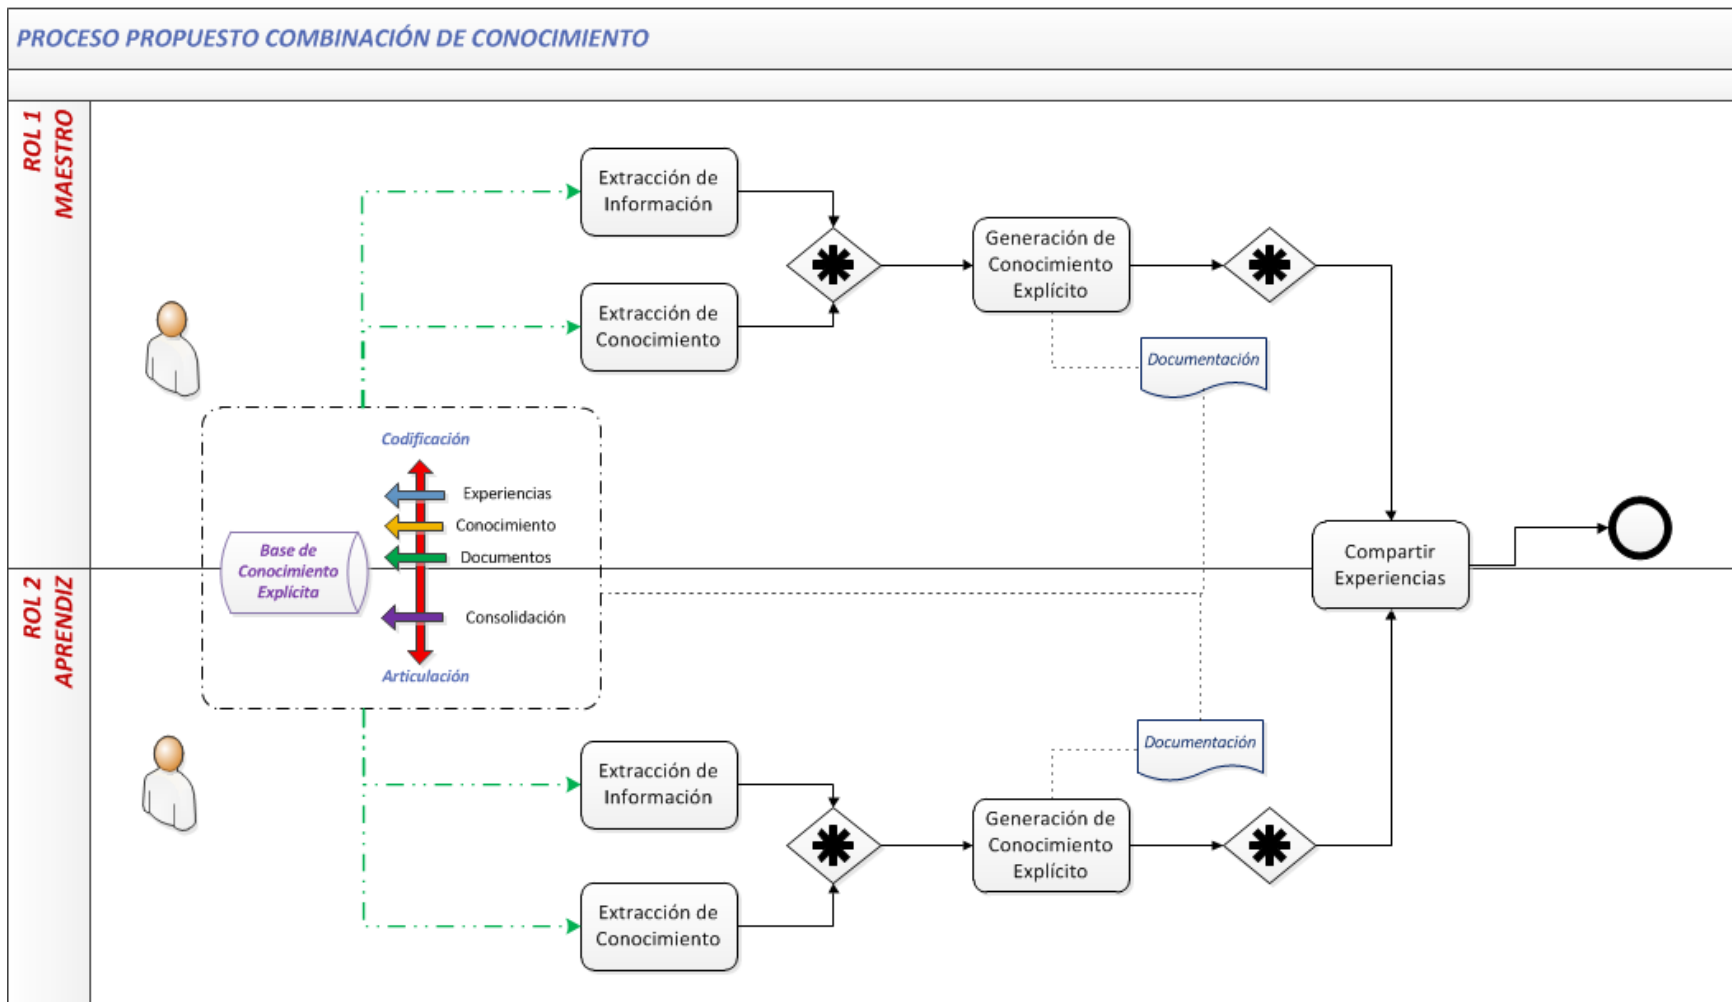 PROCESO PROPUESTO COMBINACIÓN DE CONOCIMIENTO
ROL 1
MAESTRO
Extracción de
Información
Extracción de
Conocimiento
Generación de
Conocimiento
Explícito
Documentación
Codificación
Experiencias
Conocimiento
Documentos
Base de
Conocimiento
Explícita
Consolidación
Articulación
Compartir
Experiencias
ROL 2
APRENDIZ
Documentación
Extracción de
Información
Extracción de
Conocimiento
Generación de
Conocimiento
Explícito